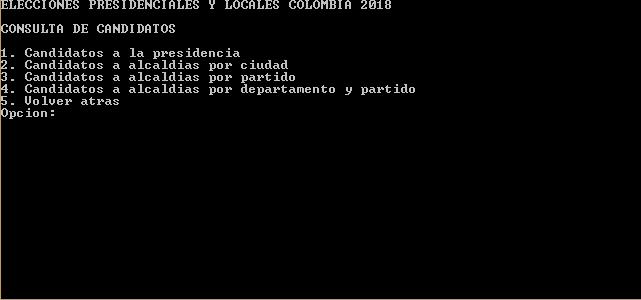 ELECCIONES PRESIDENCIALES Y LOCALES COLOMBIA 2018
CONSULTA DE CANDIDATOS
1. Candidatos a la presidencia
2. Candidatos a alcaldias por ciudad
3. Candidatos a alcaldias por partido
4. Candidatos a alcaldias por departamento y partido
5. Volver atras
Opcion: